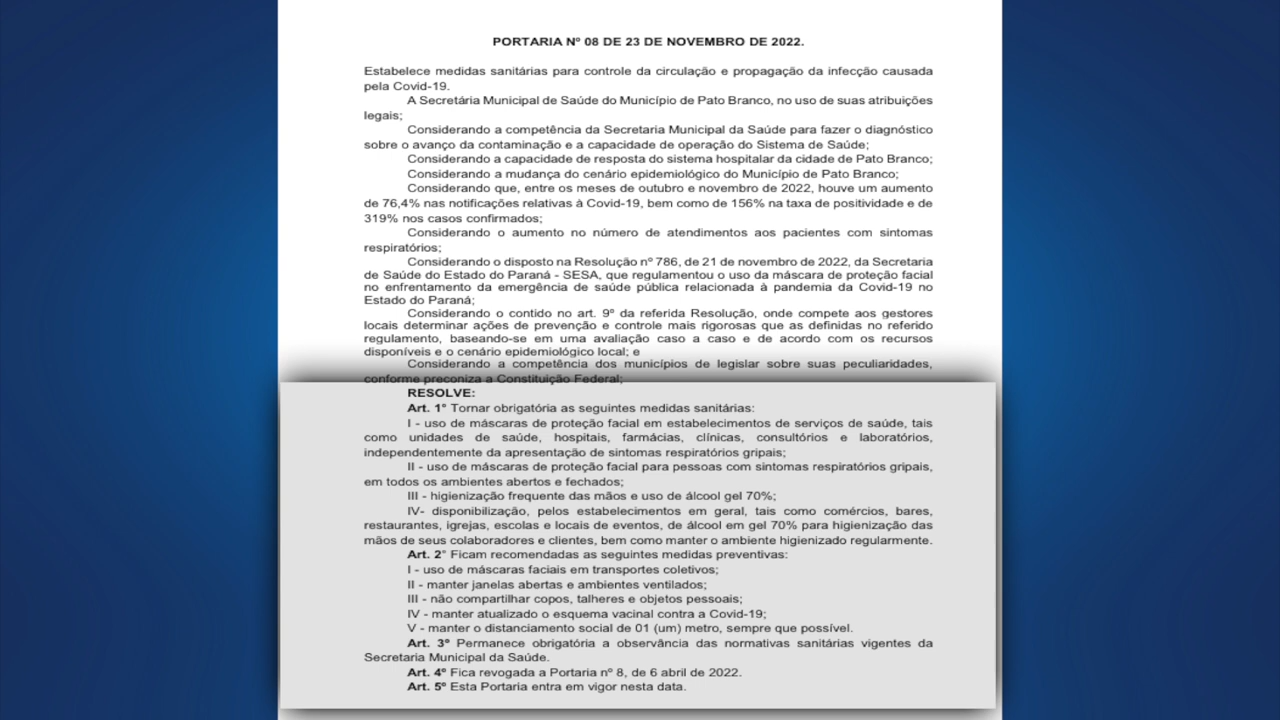 PORTARIA Nº 08 DE 23 DE NOVEMBRO DE 2022.
Estabelece medidas sanitárias para controle da circulação e propagação da infecção causada
pela Covid-19.
A Secretária Municipal de Saúde do Município de Pato Branco, no uso de suas atribuições
legais;
Considerando a competência da Secretaria Municipal da Saúde para fazer o diagnóstico
sobre o avanço da contaminação e a capacidade de operação do Sistema de Saúde;
Considerando a capacidade de resposta do sistema hospitalar da cidade de Pato Branco;
Considerando a mudança do cenário epidemiológico do Município de Pato Branco;
Considerando que, entre os meses de outubro e novembro de 2022, houve um aumento
de 76,4% nas notificações relativas à Covid-19, bem como de 156% na taxa de positividade e de
319% nos casos confirmados;
Considerando o aumento no número de atendimentos aos pacientes com sintomas
respiratórios;
Considerando o disposto na Resolução nº 786, de 21 de novembro de 2022, da Secretaria
de Saúde do Estado do Paraná - SESA, que regulamentou o uso da máscara de proteção facial
no enfrentamento da emergência de saúde pública relacionada à pandemia da Covid-19 no
Estado do Paraná;
Considerando o contido no art. 9º da referida Resolução, onde compete aos gestores
locais determinar ações de prevenção e controle mais rigorosas que as definidas no referido
regulamento, baseando-se em uma avaliação caso a caso e de acordo com os recursos
disponíveis e o cenário epidemiológico local; e
Considerando a competência dos municípios de legislar sobre suas peculiaridades,
conforme preconiza a Constituição Federal;
RESOLVE:
Art. 1° Tornar obrigatória as seguintes medidas sanitárias:
I - uso de máscaras de proteção facial em estabelecimentos de serviços de saúde, tais
como unidades de saúde, hospitais, farmácias, clínicas, consultórios e laboratórios,
independentemente da apresentação de sintomas respiratórios gripais;
II - uso de máscaras de proteção facial para pessoas com sintomas respiratórios gripais,
em todos os ambientes abertos e fechados;
III - higienização frequente das mãos e uso de álcool gel 70%;
IV- disponibilização, pelos estabelecimentos em geral, tais como comércios, bares,
restaurantes, igrejas, escolas e locais de eventos, de álcool em gel 70% para higienização das
mãos de seus colaboradores e clientes, bem como manter o ambiente higienizado regularmente.
Art. 2° Ficam recomendadas as seguintes medidas preventivas:
I - uso de máscaras faciais em transportes coletivos;
II - manter janelas abertas e ambientes ventilados;
III - não compartilhar copos, talheres e objetos pessoais;
IV - manter atualizado o esquema vacinal contra a Covid-19;
V - manter o distanciamento social de 01 (um) metro, sempre que possível.
Art. 3º Permanece obrigatória a observância das normativas sanitárias vigentes da
Secretaria Municipal da Saúde.
Art. 4º Fica revogada a Portaria nº 8, de 6 abril de 2022.
Art. 5º Esta Portaria entra em vigor nesta data.